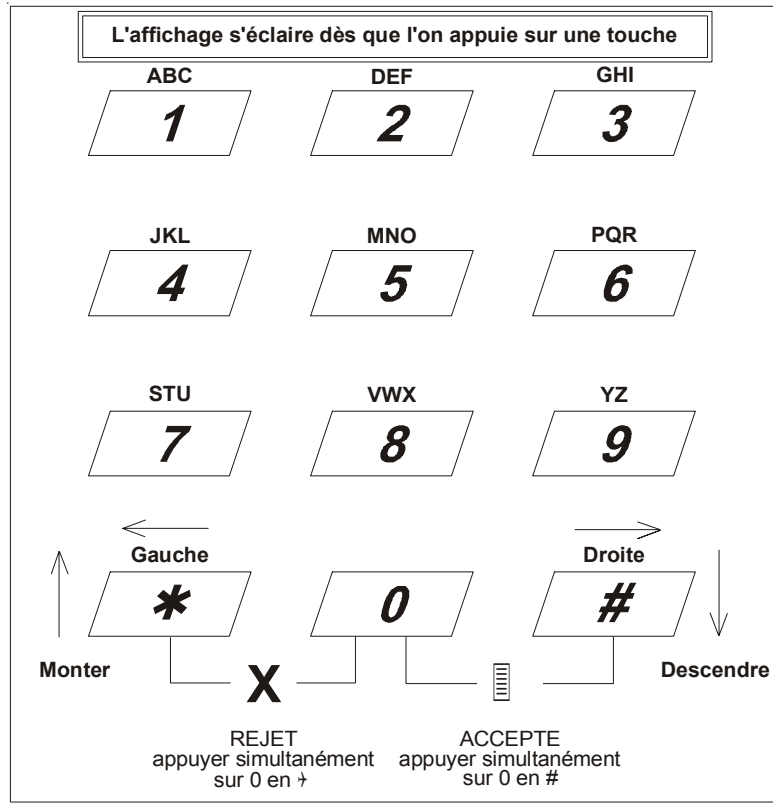 L'affichage s'éclaire dès que l'on appuie sur une touche
ABC DEF GHI
1 2 3
JKL MNO PQR
4 5 6
STU VWX YZ
7 8 9
Gauche Droite
* 0 #
Monter X Descendre
REJET ACCEPTE
appuyer simultanément appuyer simultanément
sur 0 en sur 0 en #